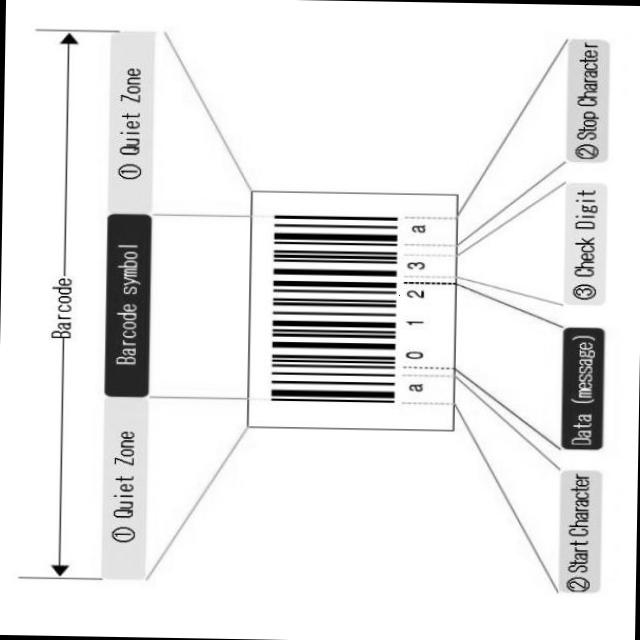 Barcode
① Quiet Zone
Barcode symbol
① Quiet Zone
a 0 1 2 3 a
② Start Character
Data (message)
③ Check Digit
② Stop Character